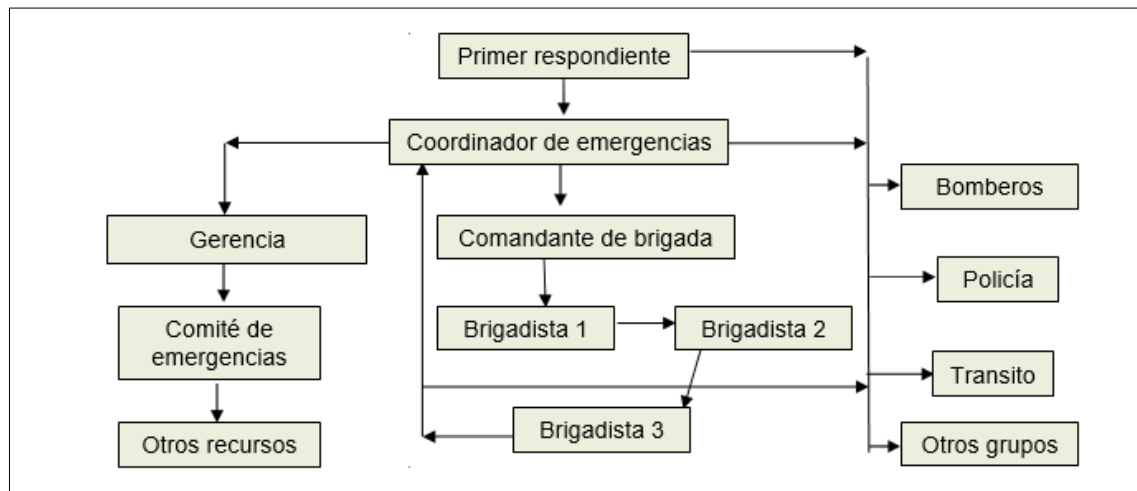 Primer respondiente
Coordinador de emergencias
Bomberos
Gerencia
Comandante de brigada
Policía
Comité de
emergencias
Brigadista 1
Brigadista 2
Transito
Otros recursos
Brigadista 3
Otros grupos